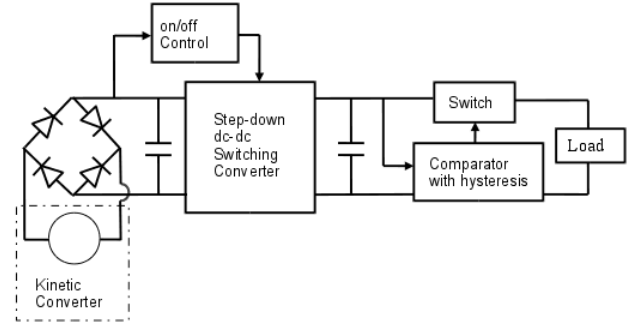 on/off
Control
Step-down
dc-dc
Switching
Converter
Switch
Comparator
with hysteresis
Load
Kinetic
Converter